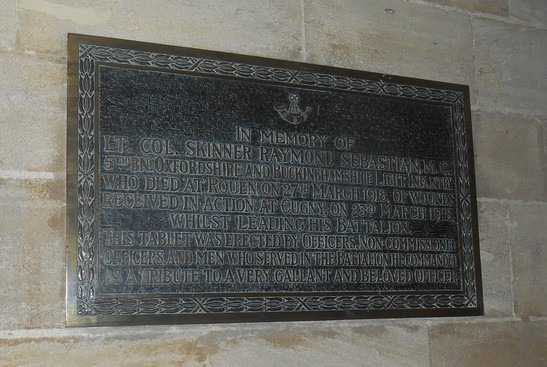 IN MEMORY OF
LT. COL. SKINNER RAYMOND SEBASTIAN, M.C.
5TH BN. OXFORDSHIRE AND BUCKINGHAMSHIRE LIGHT INFANTRY
WHO DIED AT ROUEN ON 27TH MARCH 1918, OF WOUNDS
RECEIVED IN ACTION AT CUGNY ON 23RD MARCH 1918
WHILST LEADING HIS BATTALION
THIS TABLET WAS ERECTED BY OFFICERS, NON-COMMISSIONED
OFFICERS, AND MEN WHO SERVED IN THE BATTALION HE COMMANDED
AS A TRIBUTE TO A VERY GALLANT AND BELOVED OFFICER